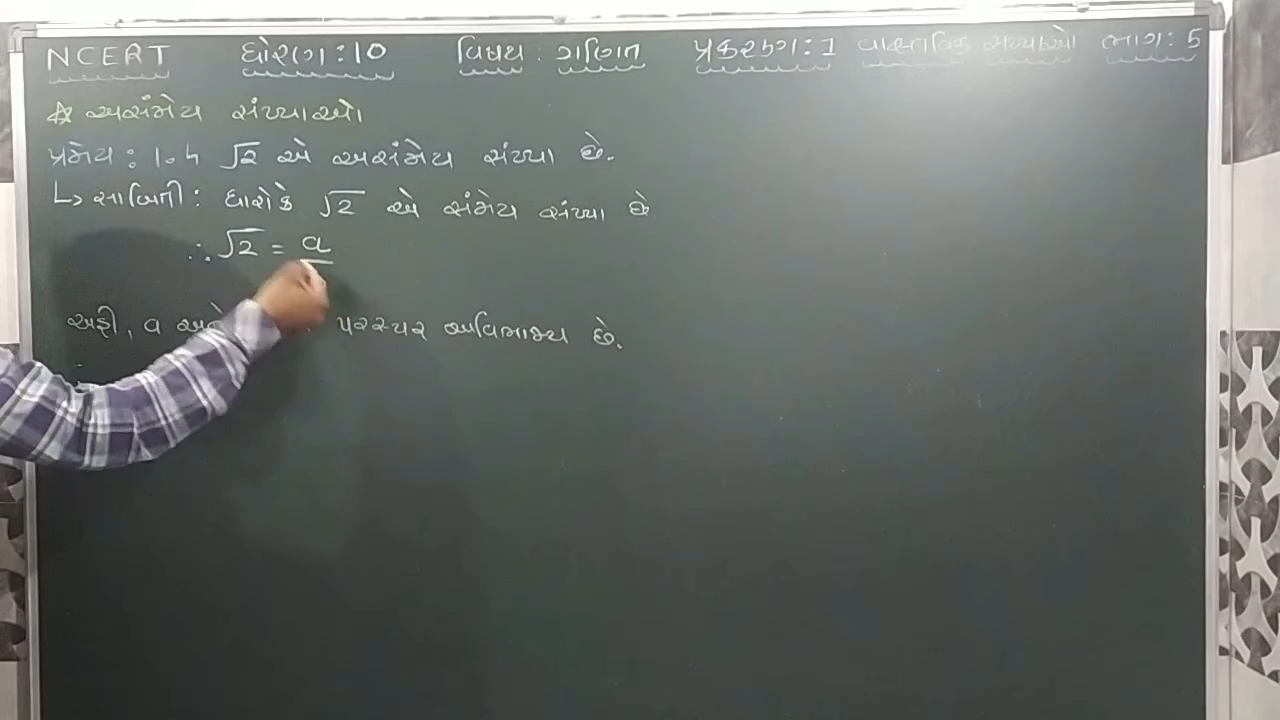 NCERT ધોરણ : 10 વિષય : ગણિત પ્રકરણ : 1 વાસ્તવિક સંખ્યાઓ ભાગ : 5
☆ અસંમેય સંખ્યાઓ
પ્રમેય : 1.5 √2 એ અસંમેય સંખ્યા છે.
↳ સાબિતી : ધારોકે √2 એ સંમેય સંખ્યા છે
∴ √2 = a
અહી, a પરસ્પર અવિભાજ્ય છે.